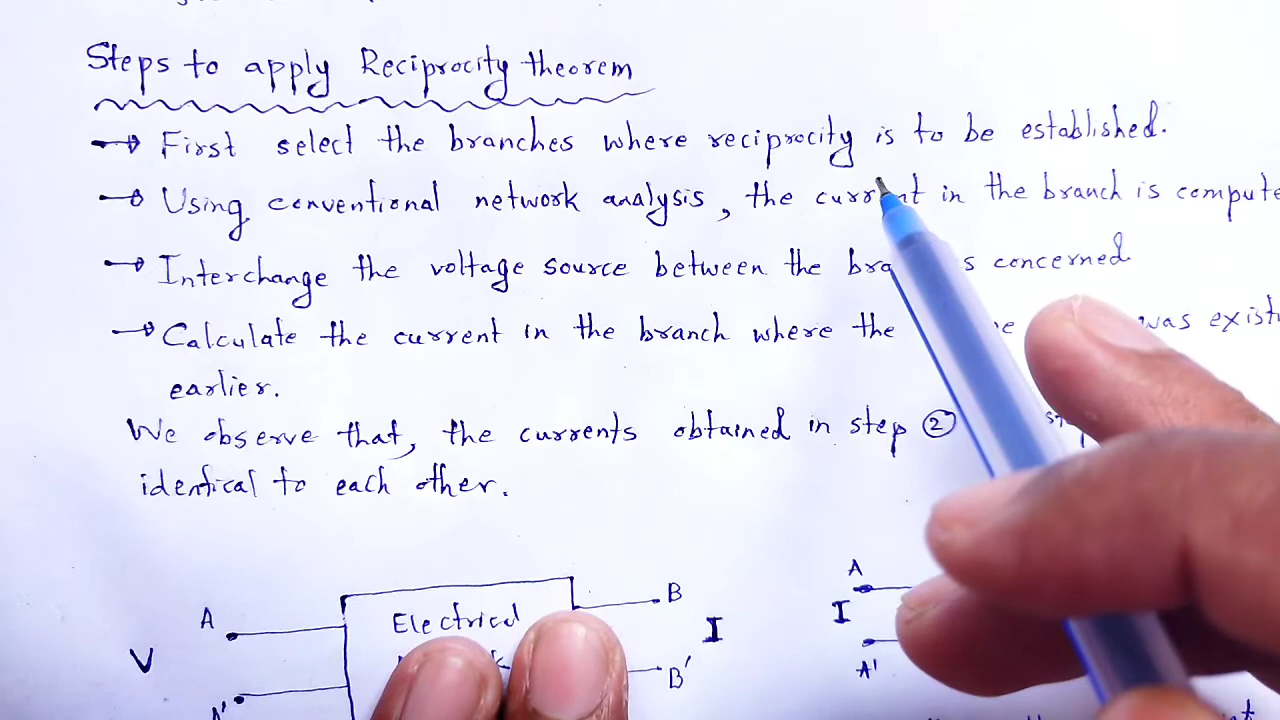 Steps to apply Reciprocity theorem
→ First select the branches where reciprocity is to be established.
→ Using conventional network analysis, the current in the branch is compute
→ Interchange the voltage source between the bra s concerned
→ Calculate the current in the branch where the was existi
earlier.
We observe that, the currents obtained in step ②
identical to each other.
A
B
Electrical
V
I
A'
B'
A
I
A'